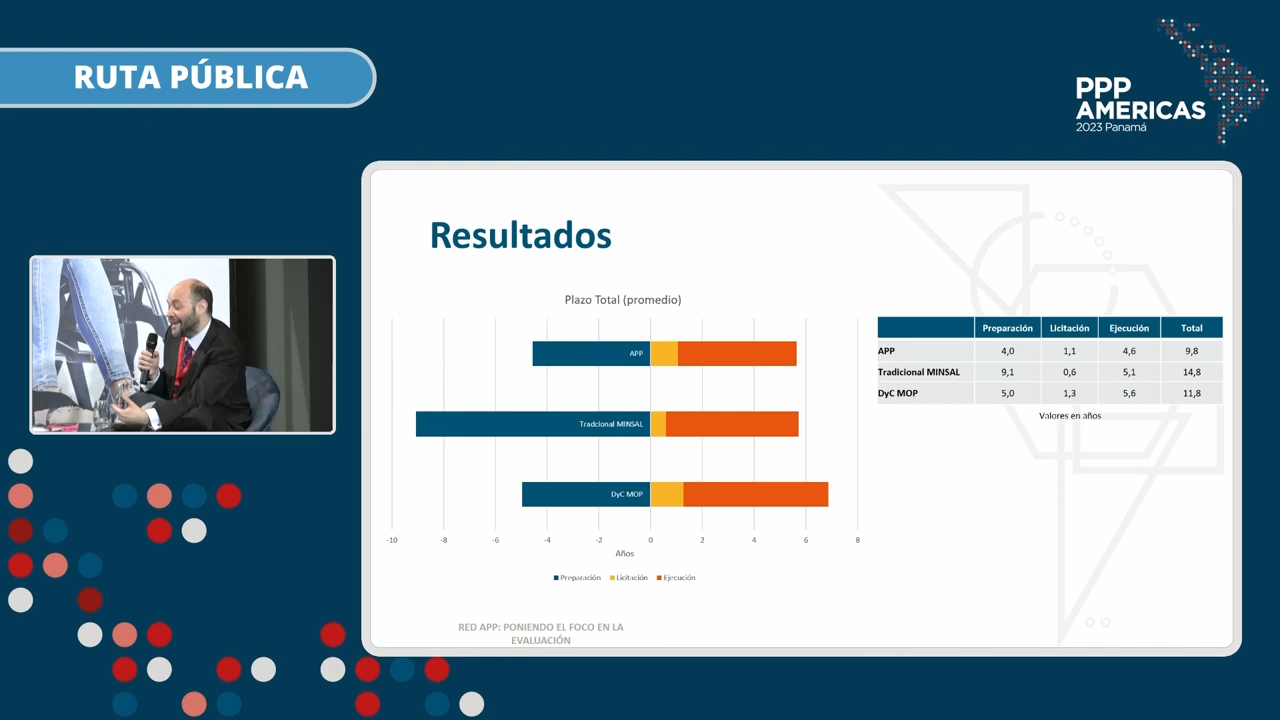 RUTA PÚBLICA
PPP
AMERICAS
2023 Panamá
Resultados
Plazo Total (promedio)
APP
Tradcional MINSAL
DyC MOP
-10 -8 -6 -4 -2 0 2 4 6 8
Años
Preparación Licitación Ejecución
Preparación Licitación Ejecución Total
APP 4,0 1,1 4,6 9,8
Tradicional MINSAL 9,1 0,6 5,1 14,8
DyC MOP 5,0 1,3 5,6 11,8
Valores en años
RED APP: PONIENDO EL FOCO EN LA
EVALUACIÓN